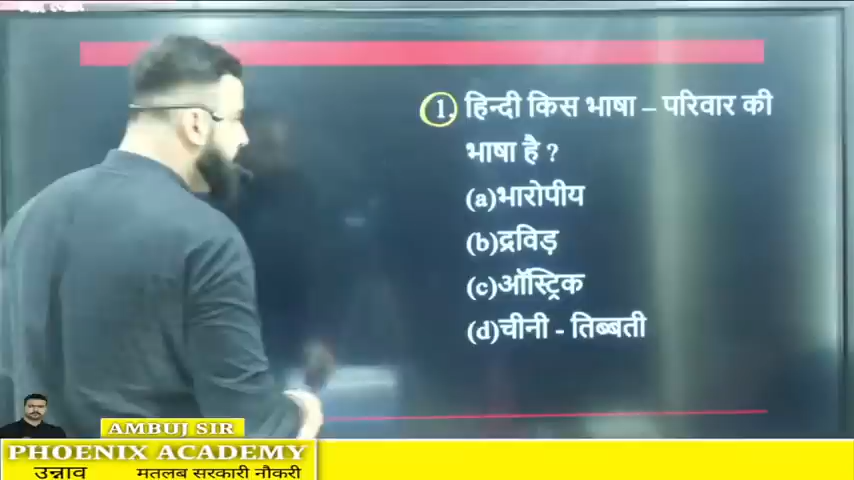 1. हिन्दी किस भाषा – परिवार की
भाषा है ?
(a)भारोपीय
(b)द्रविड़
(c)ऑस्ट्रिक
(d)चीनी - तिब्बती
AMBUJ SIR
PHOENIX ACADEMY
उन्नाव मतलब सरकारी नौकरी